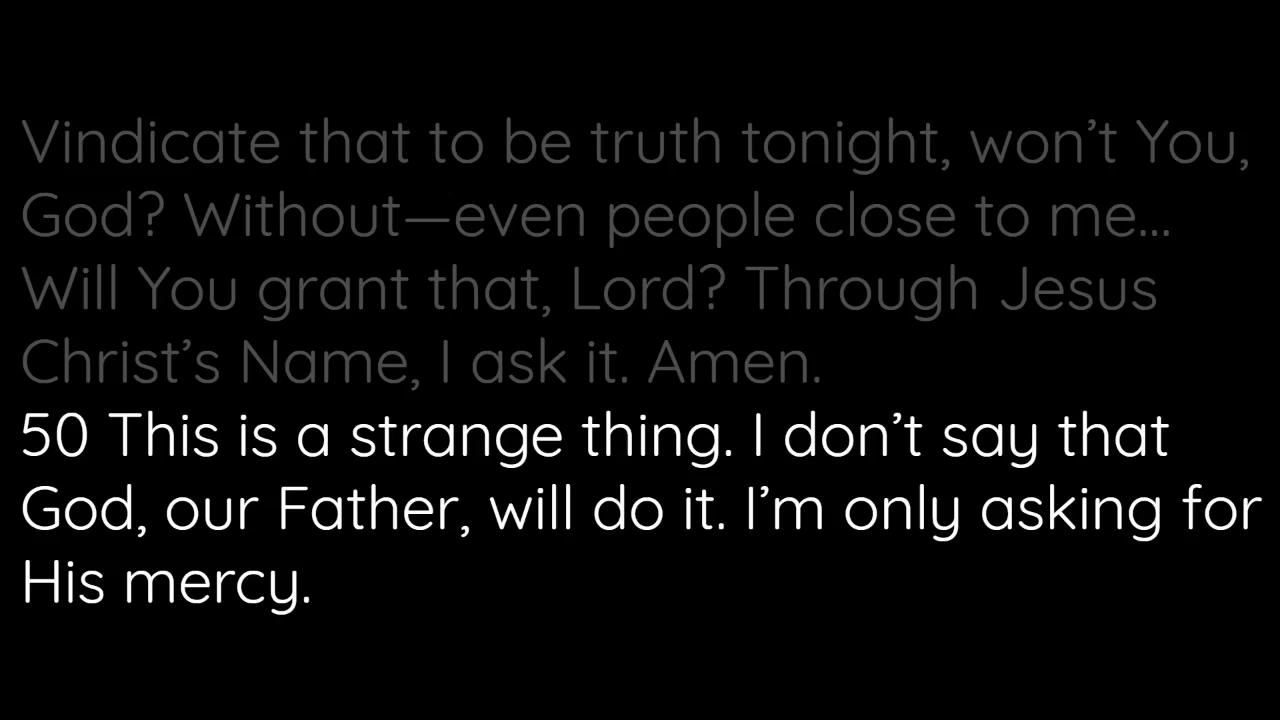 Vindicate that to be truth tonight, won’t You,
God? Without—even people close to me...
Will You grant that, Lord? Through Jesus
Christ’s Name, I ask it. Amen.
50 This is a strange thing. I don’t say that
God, our Father, will do it. I’m only asking for
His mercy.